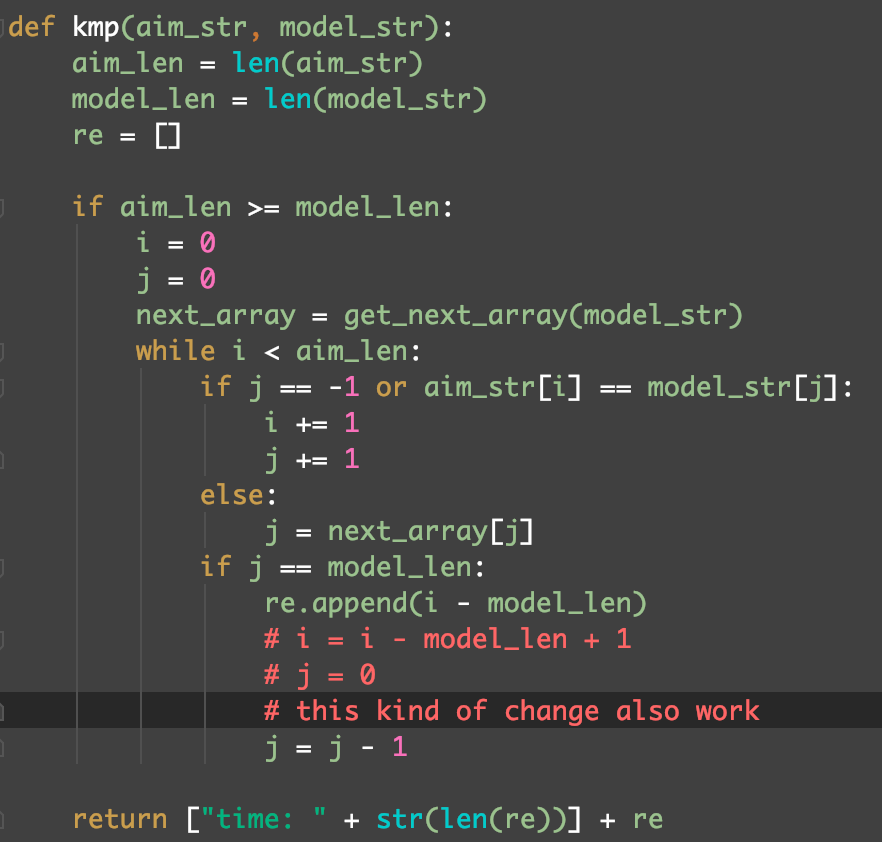 def kmp(aim_str, model_str):
    aim_len = len(aim_str)
    model_len = len(model_str)
    re = []
    if aim_len >= model_len:
        i = 0
        j = 0
        next_array = get_next_array(model_str)
        while i < aim_len:
            if j == -1 or aim_str[i] == model_str[j]:
                i += 1
                j += 1
            else:
                j = next_array[j]
            if j == model_len:
                re.append(i - model_len)
                # i = i - model_len + 1
                # j = 0
                # this kind of change also work
                j = j - 1
    return ["time: " + str(len(re))] + re